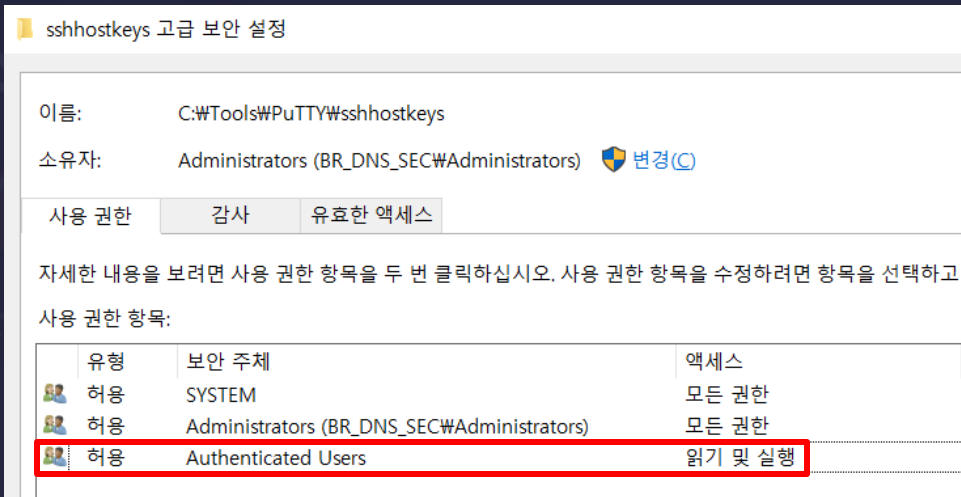 sshhostkeys 고급 보안 설정
이름: C:₩Tools₩PuTTY₩sshhostkeys
소유자: Administrators (BR_DNS_SEC₩Administrators) 변경(C)
사용 권한 감사 유효한 액세스
자세한 내용을 보려면 사용 권한 항목을 두 번 클릭하십시오. 사용 권한 항목을 수정하려면 항목을 선택하고
사용 권한 항목:
유형 보안 주체 액세스
허용 SYSTEM 모든 권한
허용 Administrators (BR_DNS_SEC₩Administrators) 모든 권한
허용 Authenticated Users 읽기 및 실행